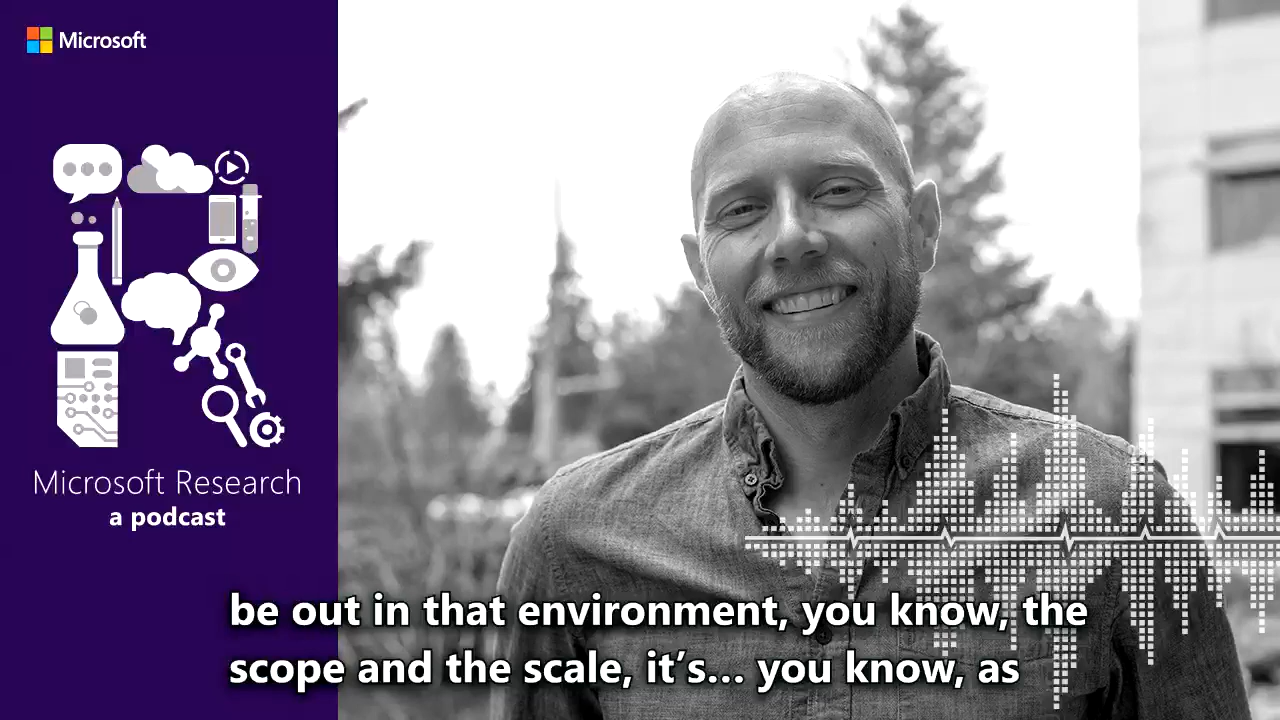 Microsoft
Microsoft Research
a podcast
be out in that environment, you know, the
scope and the scale, it’s… you know, as